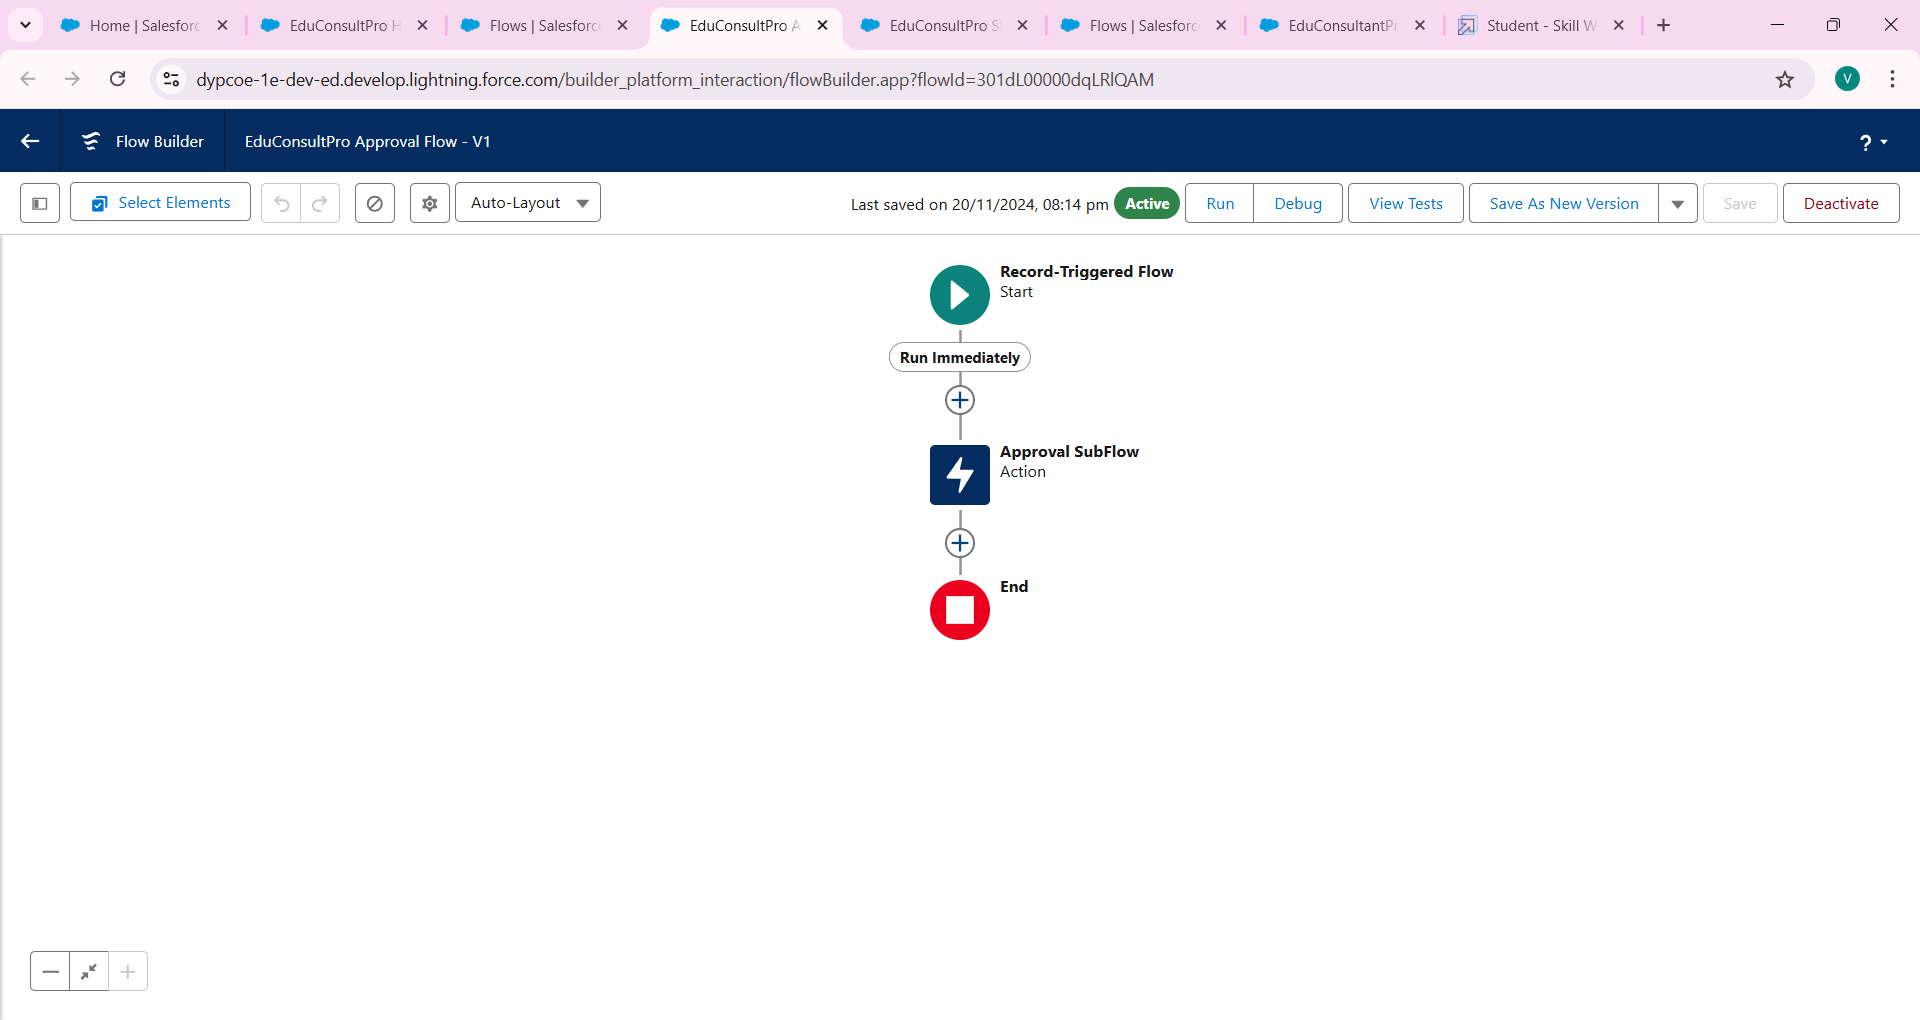 Home | Salesforc
EduConsultPro H
Flows | Salesforce
EduConsultPro A
EduConsultPro S
Flows | Salesforce
EduConsultantPr
Student - Skill W
dypcoe-1e-dev-ed.develop.lightning.force.com/builder_platform_interaction/flowBuilder.app?flowId=301dL00000dqLRlQAM
V
Flow Builder
EduConsultPro Approval Flow - V1
?
Select Elements
Auto-Layout
Last saved on 20/11/2024, 08:14 pm
Active
Run
Debug
View Tests
Save As New Version
Save
Deactivate
Record-Triggered Flow
Start
Run Immediately
Approval SubFlow
Action
End